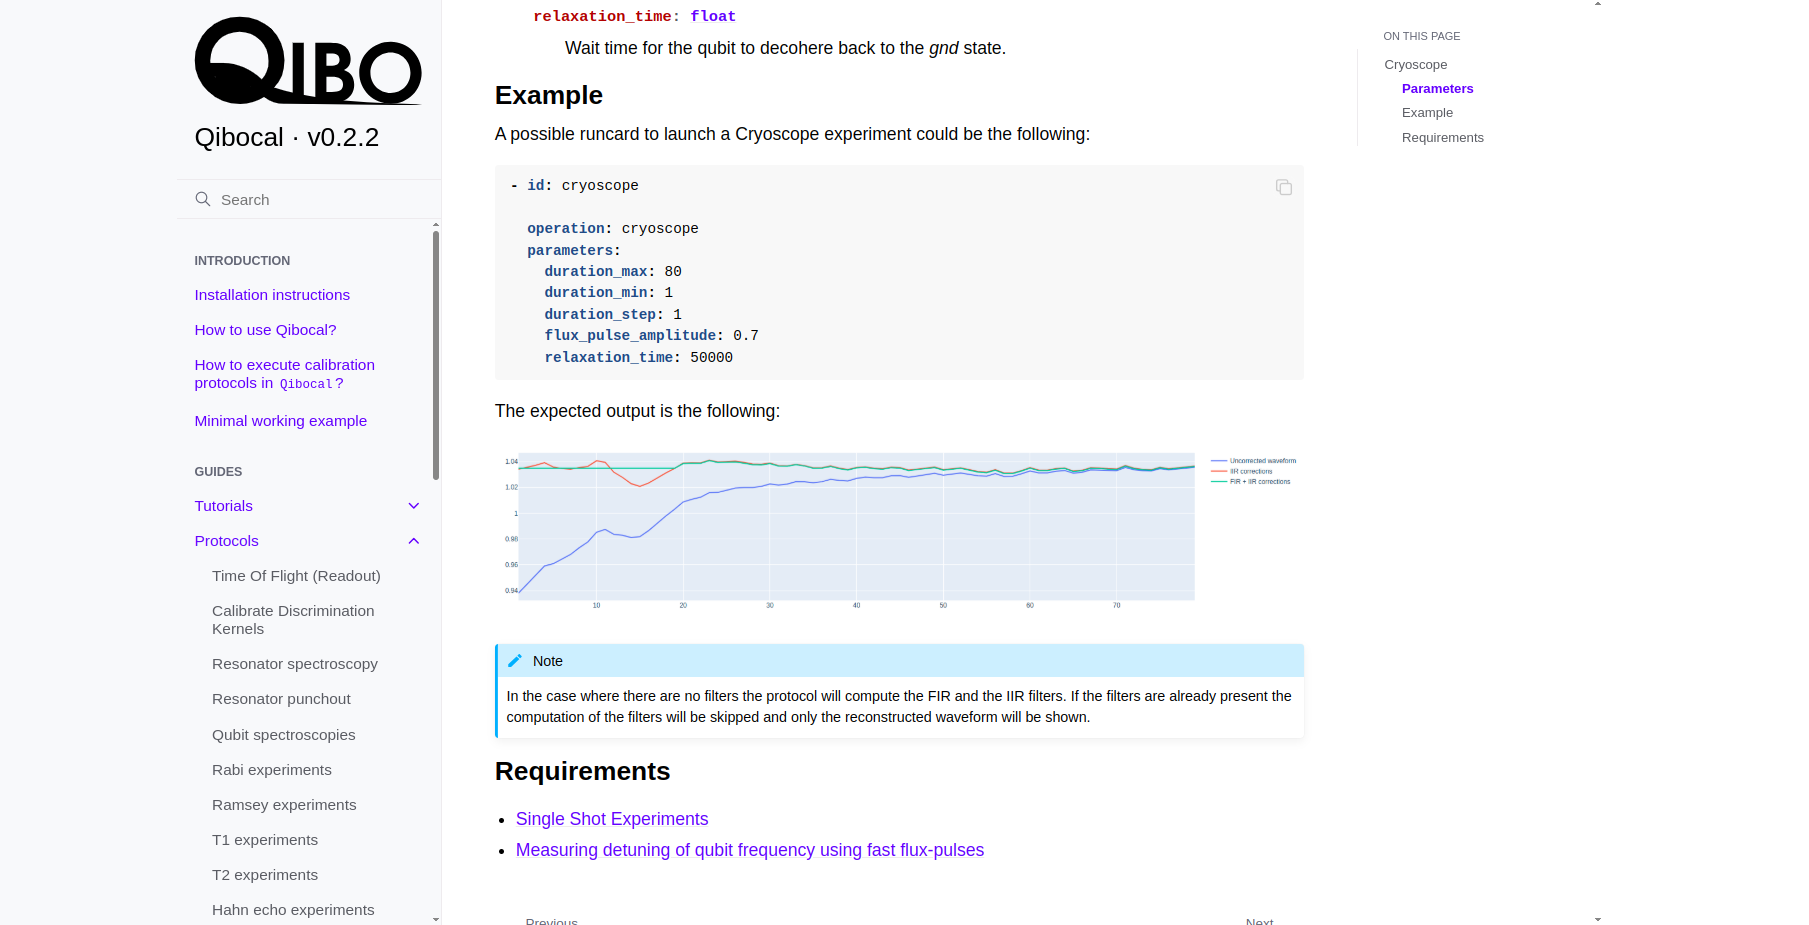 QIBO
Qibocal · v0.2.2
Search
INTRODUCTION
Installation instructions
How to use Qibocal?
How to execute calibration
protocols in Qibocal?
Minimal working example
GUIDES
Tutorials
Protocols
Time Of Flight (Readout)
Calibrate Discrimination
Kernels
Resonator spectroscopy
Resonator punchout
Qubit spectroscopies
Rabi experiments
Ramsey experiments
T1 experiments
T2 experiments
Hahn echo experiments
relaxation_time: float
Wait time for the qubit to decohere back to the gnd state.
Example
A possible runcard to launch a Cryoscope experiment could be the following:
- id: cryoscope
operation: cryoscope
parameters:
duration_max: 80
duration_min: 1
duration_step: 1
flux_pulse_amplitude: 0.7
relaxation_time: 50000
The expected output is the following:
1.04
1.02
1
0.98
0.96
0.94
10 20 30 40 50 60 70
Uncorrected waveform
IIR corrections
FIR + IIR corrections
Note
In the case where there are no filters the protocol will compute the FIR and the IIR filters. If the filters are already present the
computation of the filters will be skipped and only the reconstructed waveform will be shown.
Requirements
• Single Shot Experiments
• Measuring detuning of qubit frequency using fast flux-pulses
Previous
Next
ON THIS PAGE
Cryoscope
Parameters
Example
Requirements